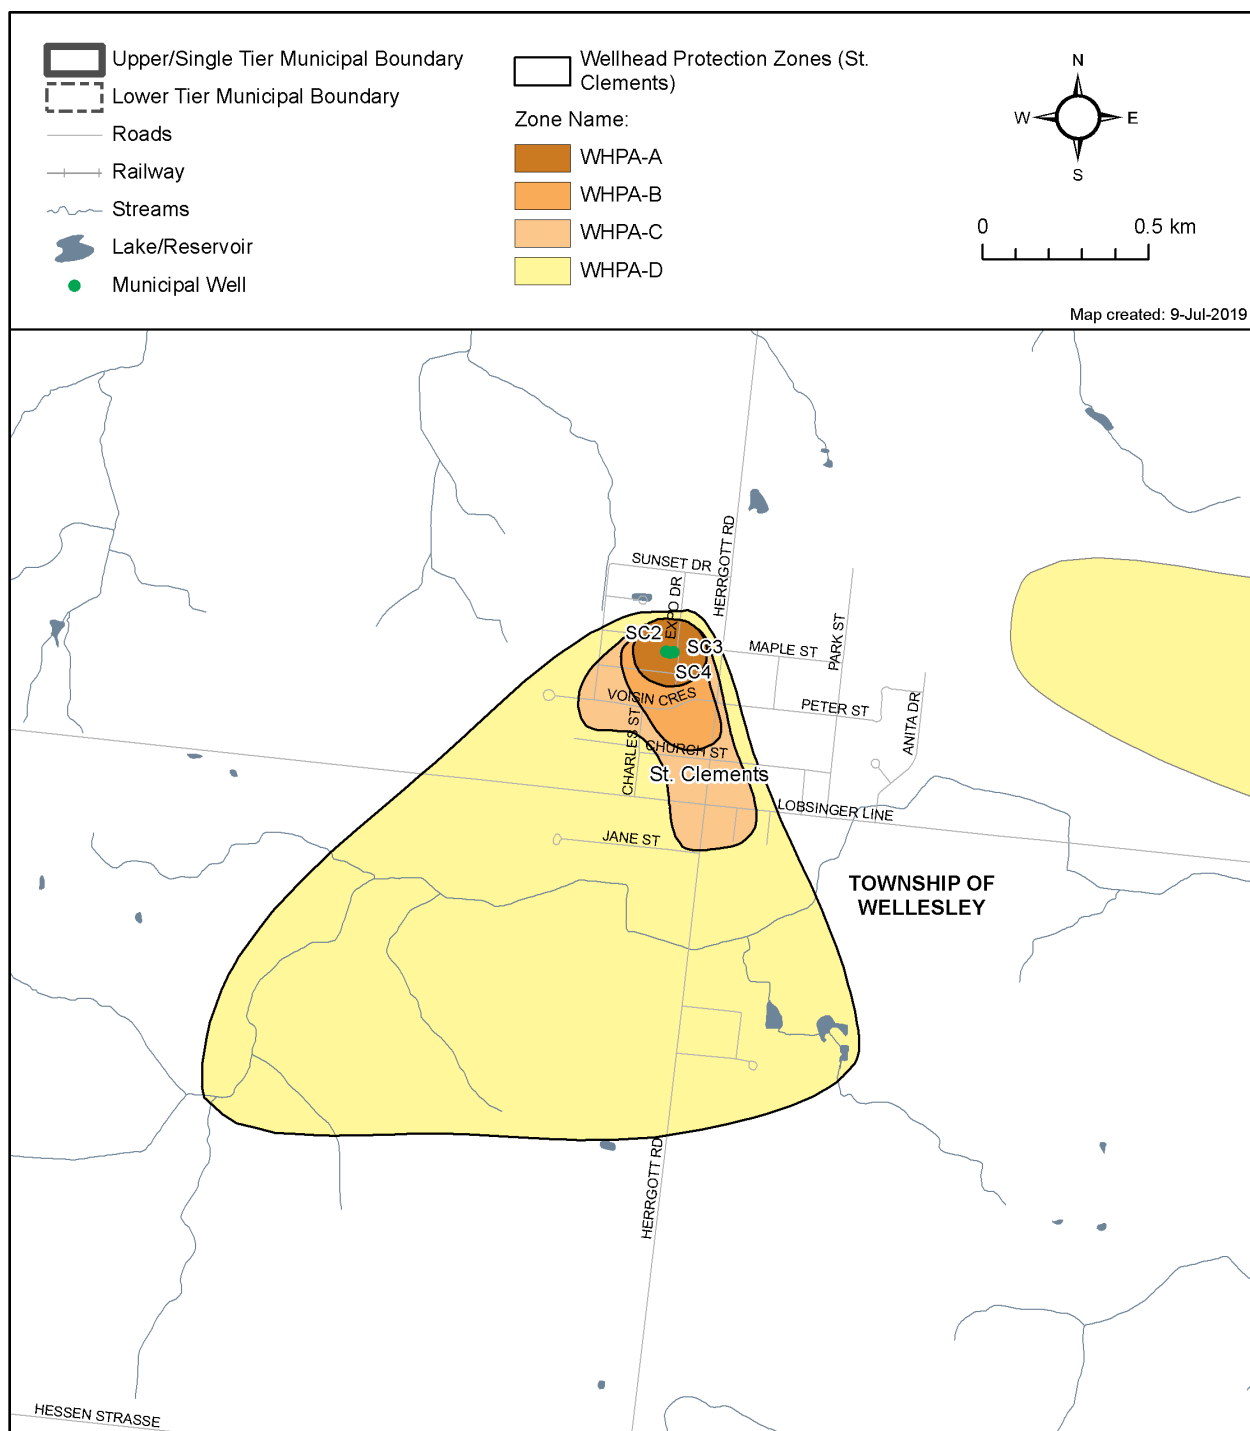 Upper/Single Tier Municipal Boundary
Lower Tier Municipal Boundary
Roads
Railway
Streams
Lake/Reservoir
Municipal Well
Wellhead Protection Zones (St.
Clements)
Zone Name:
WHPA-A
WHPA-B
WHPA-C
WHPA-D
N
W E
S
0 0.5 km
Map created: 9-Jul-2019
SUNSET DR
HERRGOTT RD
EXPO DR
SC2
SC3
SC4
MAPLE ST
PARK ST
VOISIN CRES
PETER ST
ANITA DR
CHARLES ST
CHURCH ST
St. Clements
LOBSINGER LINE
JANE ST
TOWNSHIP OF
WELLESLEY
HERRGOTT RD
HESSEN STRASSE